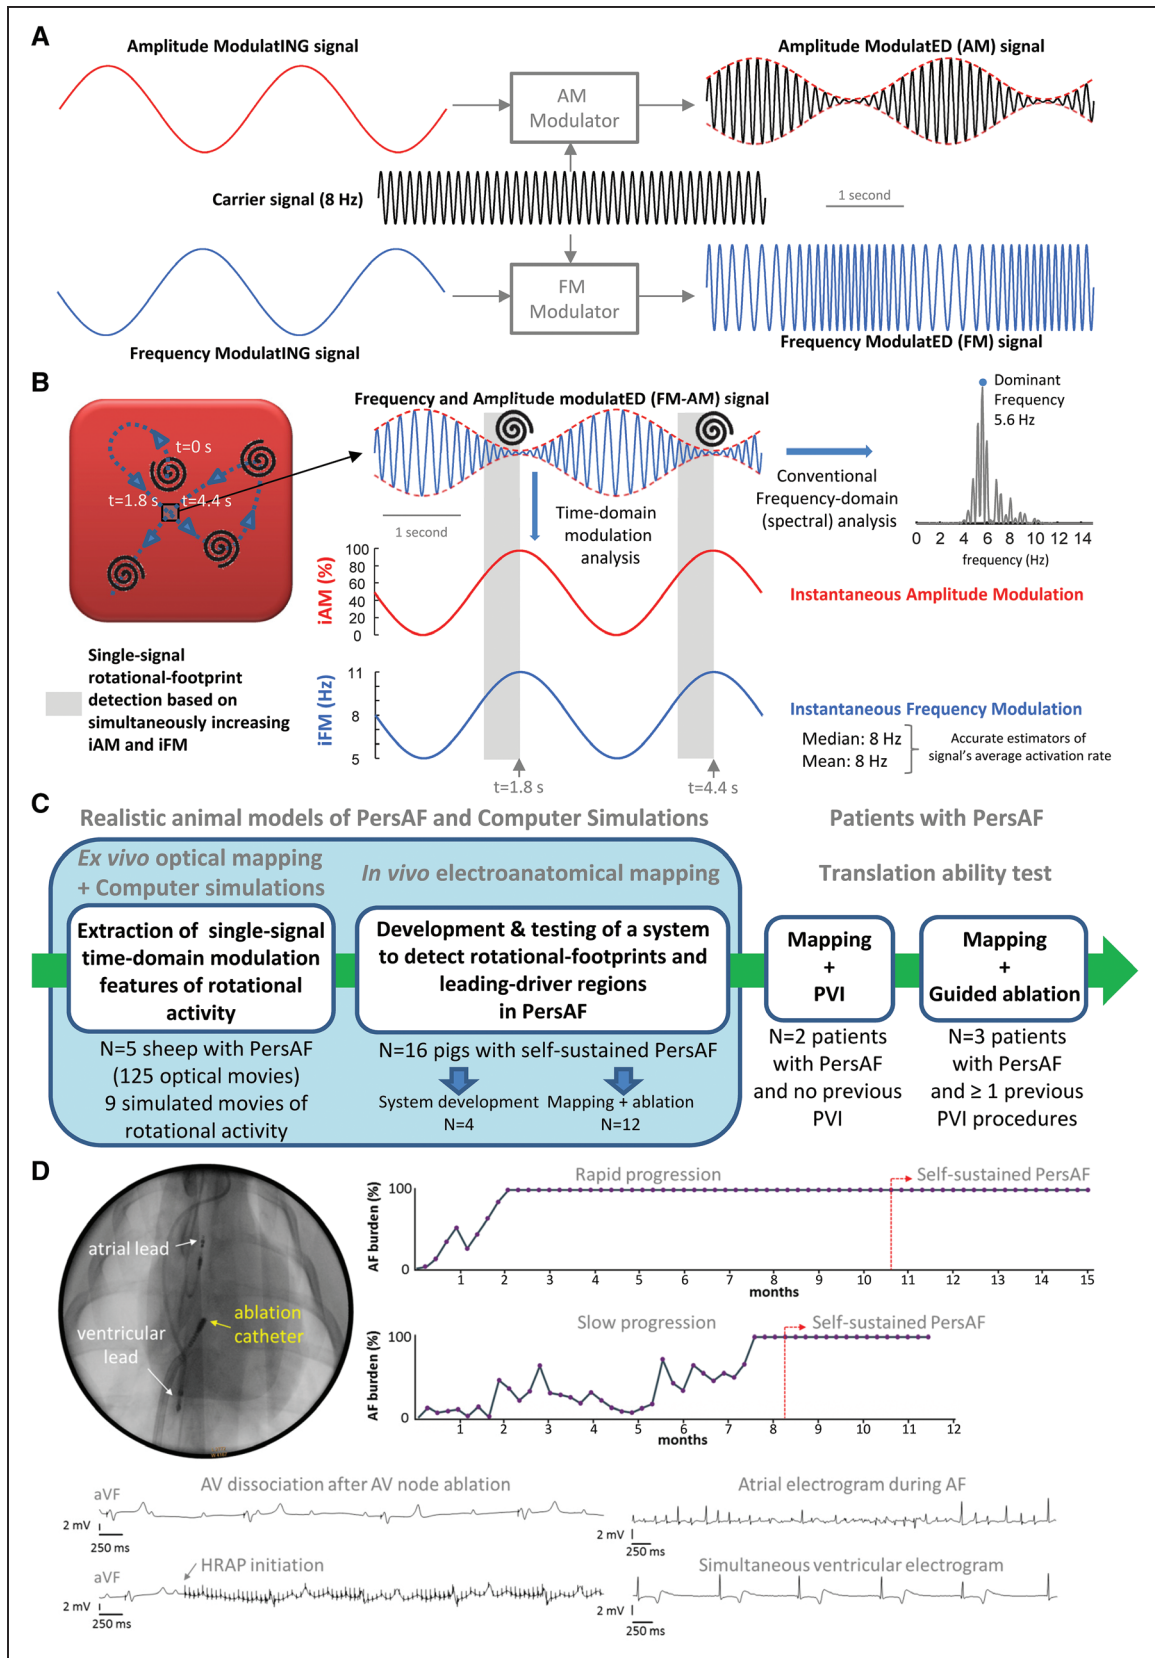 A
Amplitude ModulatING signal
Amplitude ModulatED (AM) signal
AM
Modulator
Carrier signal (8 Hz)
1 second
FM
Modulator
Frequency ModulatING signal
Frequency ModulatED (FM) signal
B
Frequency and Amplitude modulatED (FM-AM) signal
Dominant
Frequency
5.6 Hz
t=0 s
t=1.8 s
t=4.4 s
1 second
Time-domain
modulation
analysis
Conventional
Frequency-domain
(spectral) analysis
0 2 4 6 8 10 12 14
frequency (Hz)
iAM (%)
100
80
60
40
20
0
Instantaneous Amplitude Modulation
Single-signal
rotational-footprint
detection based on
simultaneously increasing
iAM and iFM
iFM (Hz)
11
8
5
t=1.8 s
t=4.4 s
Instantaneous Frequency Modulation
Median: 8 Hz
Mean: 8 Hz
Accurate estimators of
signal's average activation rate
C
Realistic animal models of PersAF and Computer Simulations
Patients with PersAF
Ex vivo optical mapping
+ Computer simulations
In vivo electroanatomical mapping
Translation ability test
Extraction of single-signal
time-domain modulation
features of rotational
activity
Development & testing of a system
to detect rotational-footprints and
leading-driver regions
in PersAF
Mapping
+
PVI
Mapping
+
Guided ablation
N=5 sheep with PersAF
(125 optical movies)
9 simulated movies of
rotational activity
N=16 pigs with self-sustained PersAF
System development
N=4
Mapping + ablation
N=12
N=2 patients
with PersAF
and no previous
PVI
N=3 patients
with PersAF
and ≥ 1 previous
PVI procedures
D
atrial lead
ventricular
lead
ablation
catheter
Rapid progression
Self-sustained PersAF
AF burden (%)
100
0
1 2 3 4 5 6 7 8 9 10 11 12 13 14 15
months
Slow progression
Self-sustained PersAF
AF burden (%)
100
0
1 2 3 4 5 6 7 8 9 10 11 12
months
AV dissociation after AV node ablation
aVF
2 mV
250 ms
Atrial electrogram during AF
2 mV
250 ms
HRAP initiation
aVF
2 mV
250 ms
Simultaneous ventricular electrogram
2 mV
250 ms